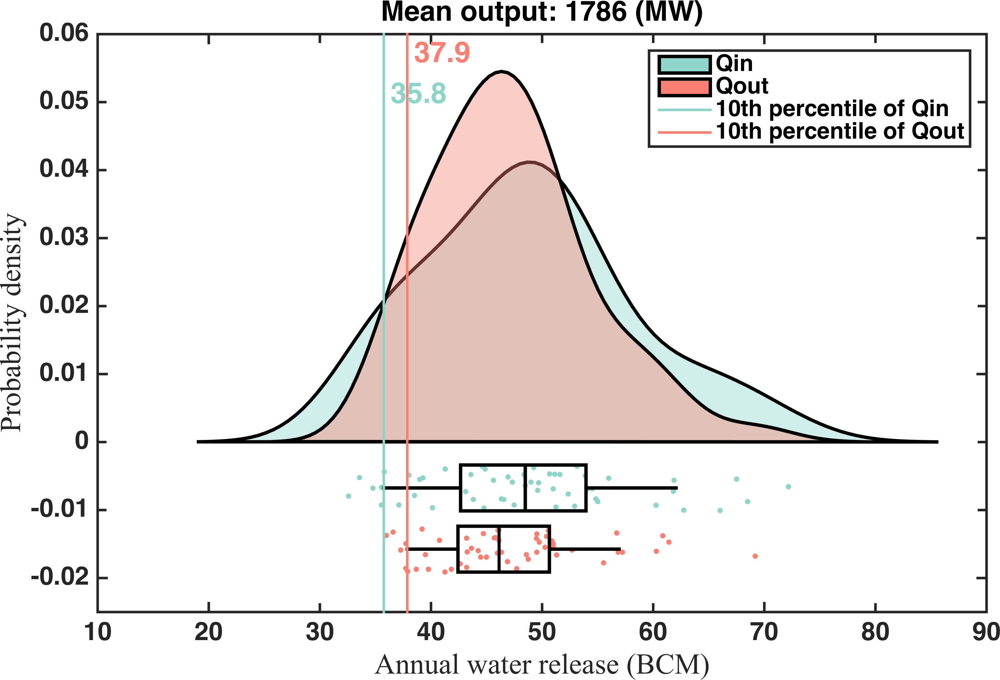 Mean output: 1786 (MW)
0.06
0.05
0.04
0.03
0.02
0.01
0
-0.01
-0.02
Probability density
37.9
35.8
Qin
Qout
10th percentile of Qin
10th percentile of Qout
10 20 30 40 50 60 70 80 90
Annual water release (BCM)